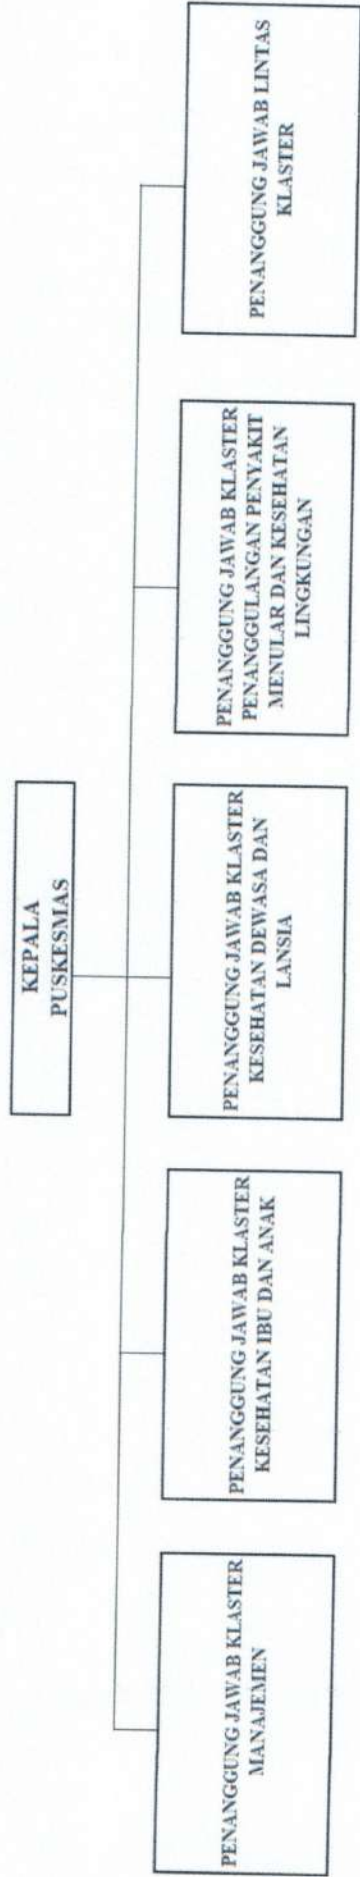 KEPALA
PUSKESMAS
PENANGGUNG JAWAB KLASTER
MANAJEMEN
PENANGGUNG JAWAB KLASTER
KESEHATAN IBU DAN ANAK
PENANGGUNG JAWAB KLASTER
KESEHATAN DEWASA DAN
LANSIA
PENANGGUNG JAWAB KLASTER
PENANGGULANGAN PENYAKIT
MENULAR DAN KESEHATAN
LINGKUNGAN
PENANGGUNG JAWAB LINTAS
KLASTER